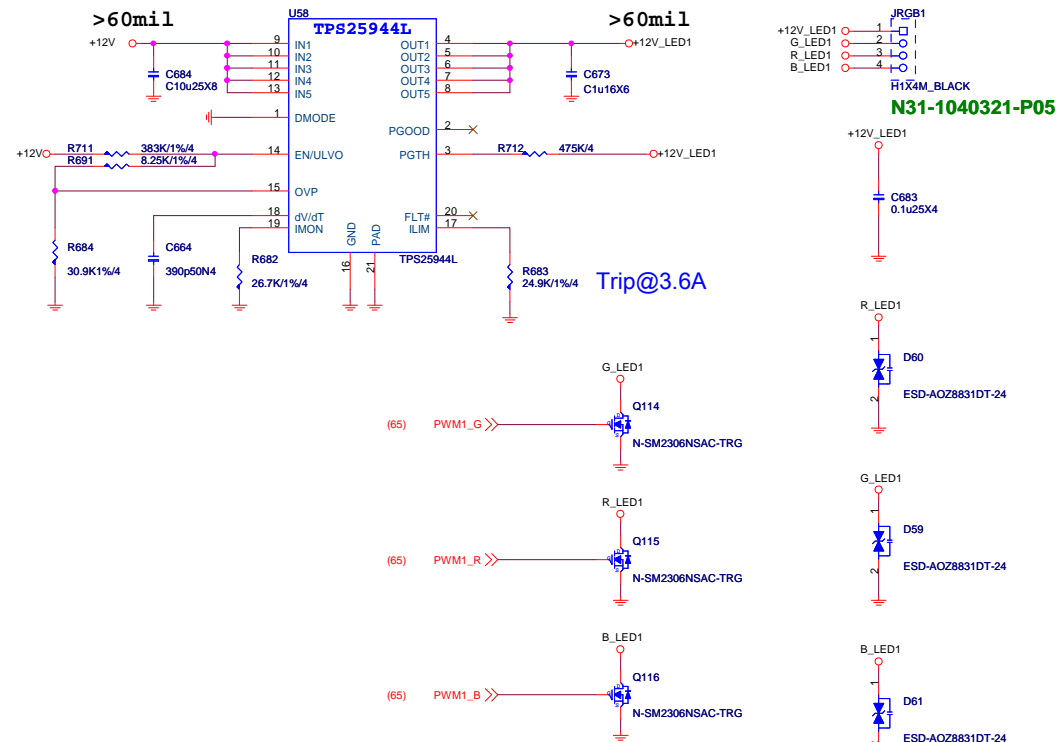 >60mil
>60mil
U58
TPS25944L
+12V
9 IN1
10 IN2
11 IN3
12 IN4
13 IN5
OUT1 4
OUT2 5
OUT3 6
OUT4 7
OUT5 8
+12V_LED1
C684
C10u25X8
C673
C1u16X6
1 DMODE
PGOOD 2
+12V
R711 383K/1%/4
R691 8.25K/1%/4
14 EN/ULVO
PGTH 3
R712 475K/4
+12V_LED1
15 OVP
18 dV/dT
19 IMON
FLT# 20
ILIM 17
GND
PAD
16
21
TPS25944L
R684
30.9K1%/4
C664
390p50N4
R682
26.7K/1%/4
R683
24.9K/1%/4
Trip@3.6A
JRGB1
+12V_LED1 1
G_LED1 2
R_LED1 3
B_LED1 4
H1X4M_BLACK
N31-1040321-P05
+12V_LED1
C683
0.1u25X4
R_LED1
1
D60
ESD-AOZ8831DT-24
2
G_LED1
Q114
(65) PWM1_G
N-SM2306NSAC-TRG
G_LED1
1
D59
ESD-AOZ8831DT-24
2
R_LED1
Q115
(65) PWM1_R
N-SM2306NSAC-TRG
B_LED1
Q116
(65) PWM1_B
N-SM2306NSAC-TRG
B_LED1
1
D61
ESD-AOZ8831DT-24